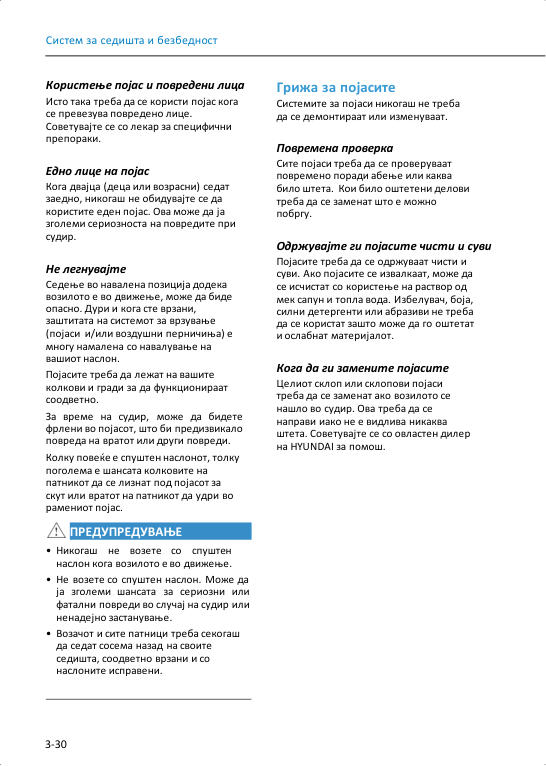 Систем за седишта и безбедност
Користење појас и повредени лица
Исто така треба да се користи појас кога
се превезува повредено лице.
Советувајте се со лекар за специфични
препораки.
Едно лице на појас
Кога двајца (деца или возрасни) седат
заедно, никогаш не обидувајте се да
користите еден појас. Ова може да ја
зголеми сериозноста на повредите при
судир.
Не легнувајте
Седење во навалена позиција додека
возилото е во движење, може да биде
опасно. Дури и кога сте врзани,
заштитата на системот за врзување
(појаси и/или воздушни перничиња) е
многу намалена со навалување на
вашиот наслон.
Појасите треба да лежат на вашите
колкови и гради за да функционираат
соодветно.
За време на судир, може да бидете
фрлени во појасот, што би предизвикало
повреда на вратот или други повреди.
Колку повеќе е спуштен наслонот, толку
поголема е шансата колковите на
патникот да се лизнат под појасот за
скут или вратот на патникот да удри во
рамениот појас.
ПРЕДУПРЕДУВАЊЕ
• Никогаш не возете со спуштен
наслон кога возилото е во движење.
• Не возете со спуштен наслон. Може да
ја зголеми шансата за сериозни или
фатални повреди во случај на судир или
ненадејно застанување.
• Возачот и сите патници треба секогаш
да седат сосема назад на своите
седишта, соодветно врзани и со
наслоните исправени.
Грижа за појасите
Системите за појаси никогаш не треба
да се демонтираат или изменуваат.
Повремена проверка
Сите појаси треба да се проверуваат
повремено поради абење или каква
било штета. Кои било оштетени делови
треба да се заменат што е можно
побргу.
Одржувајте ги појасите чисти и суви
Појасите треба да се одржуваат чисти и
суви. Ако појасите се извалкаат, може да
се исчистат со користење на раствор од
мек сапун и топла вода. Избелувач, боја,
силни детергенти или абразиви не треба
да се користат зашто може да го оштетат
и ослабнат материјалот.
Кога да ги замените појасите
Целиот склоп или склопови појаси
треба да се заменат ако возилото се
нашло во судир. Ова треба да се
направи иако не е видлива никаква
штета. Советувајте се со овластен дилер
на HYUNDAI за помош.
3-30